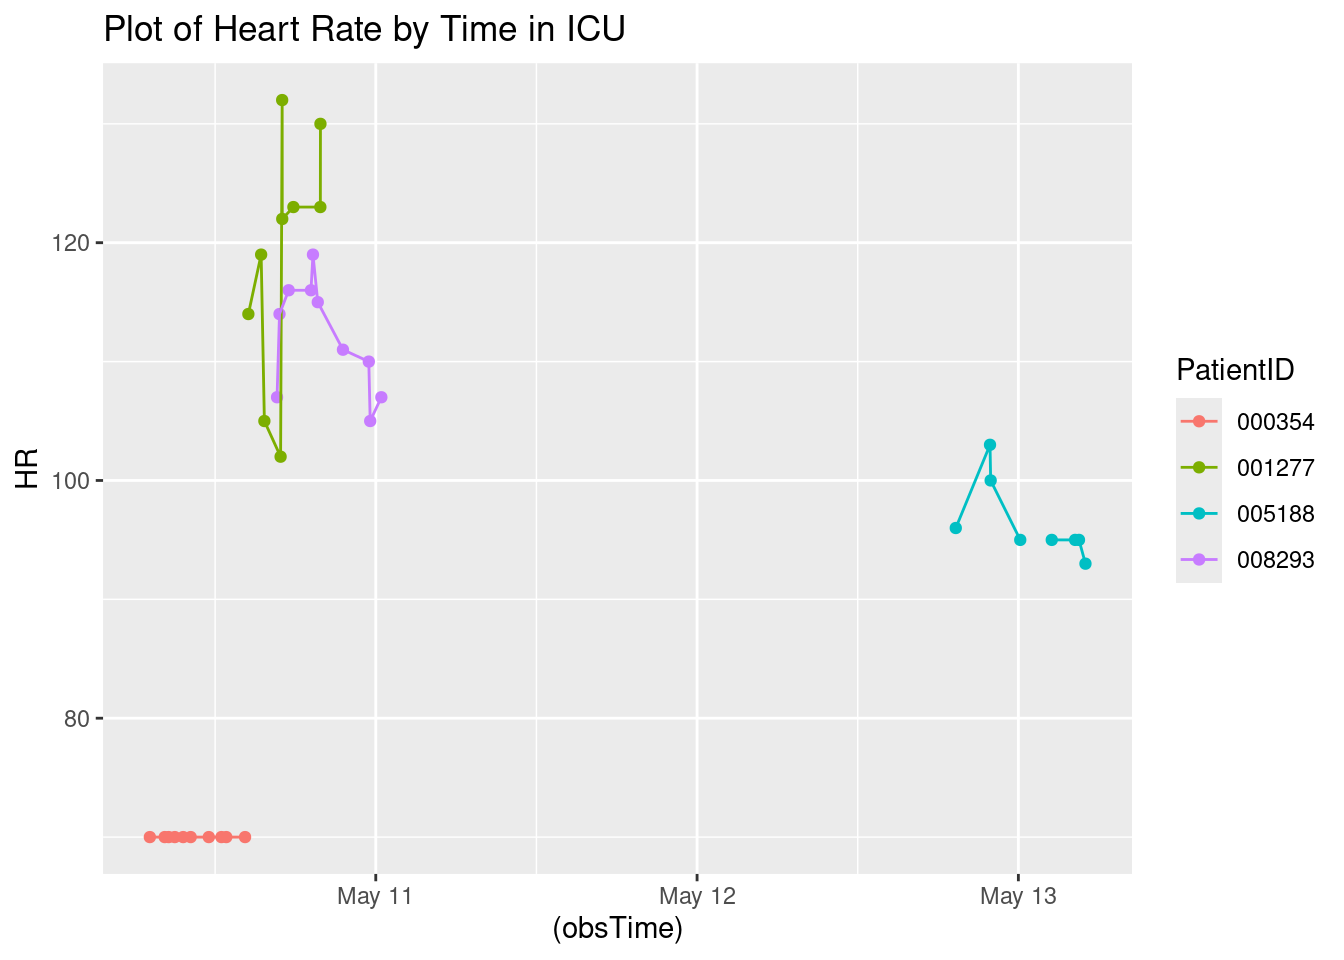 Plot of Heart Rate by Time in ICU
120
100
80
HR
May 11
May 12
May 13
(obsTime)
PatientID
000354
001277
005188
008293